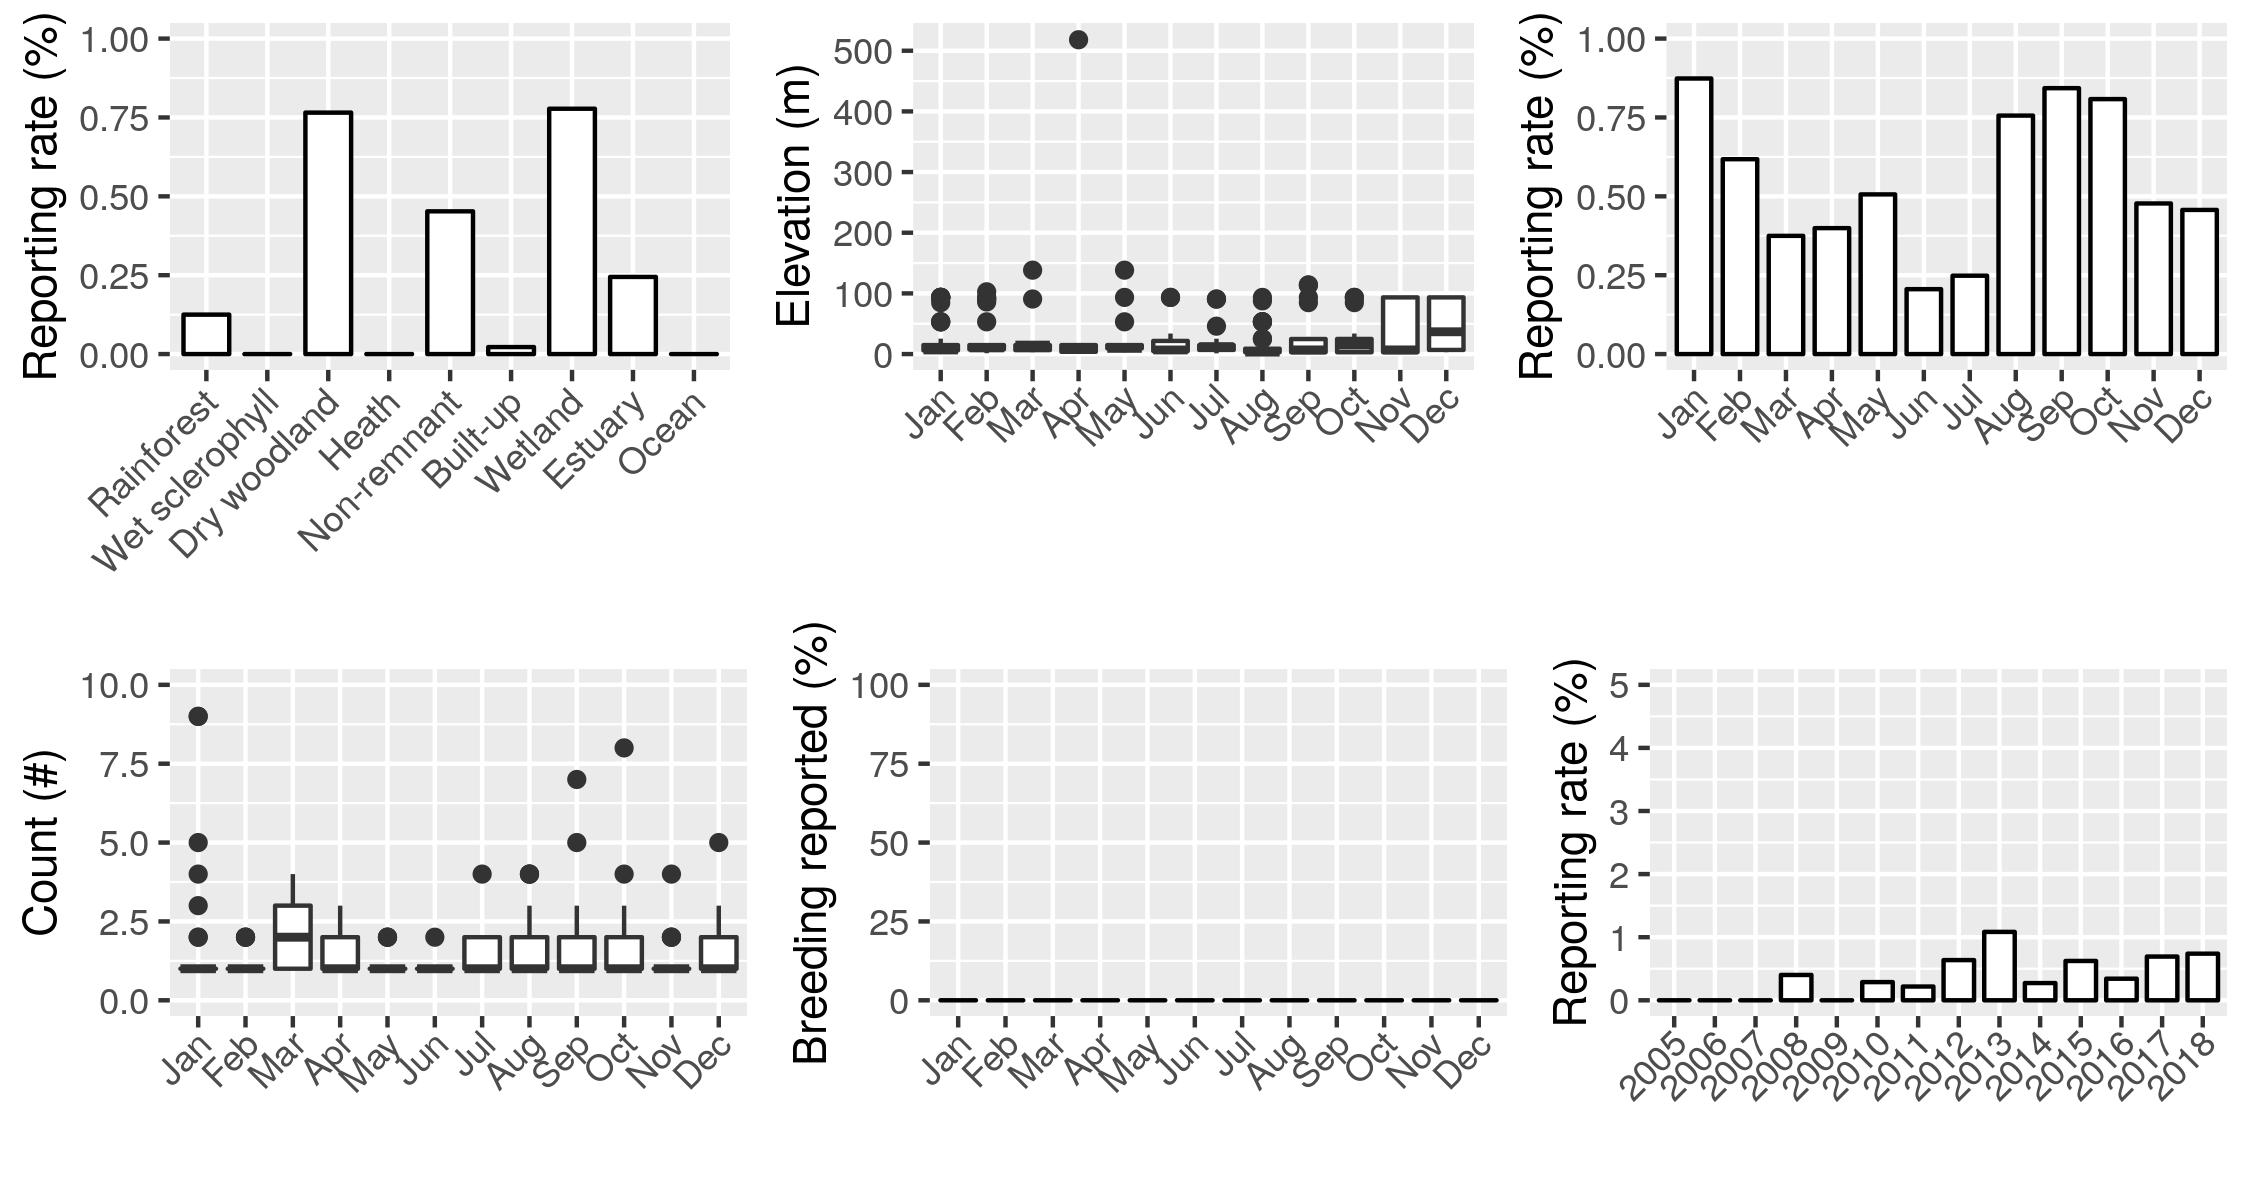 Reporting rate (%)
1.00
0.75
0.50
0.25
0.00
Rainforest
Wet sclerophyll
Dry woodland
Heath
Non-remnant
Built-up
Wetland
Estuary
Ocean
Elevation (m)
500
400
300
200
100
0
Jan
Feb
Mar
Apr
May
Jun
Jul
Aug
Sep
Oct
Nov
Dec
Reporting rate (%)
1.00
0.75
0.50
0.25
0.00
Jan
Feb
Mar
Apr
May
Jun
Jul
Aug
Sep
Oct
Nov
Dec
Count (#)
10.0
7.5
5.0
2.5
0.0
Jan
Feb
Mar
Apr
May
Jun
Jul
Aug
Sep
Oct
Nov
Dec
Breeding reported (%)
100
75
50
25
0
Jan
Feb
Mar
Apr
May
Jun
Jul
Aug
Sep
Oct
Nov
Dec
Reporting rate (%)
5
4
3
2
1
0
2005
2006
2007
2008
2009
2010
2011
2012
2013
2014
2015
2016
2017
2018